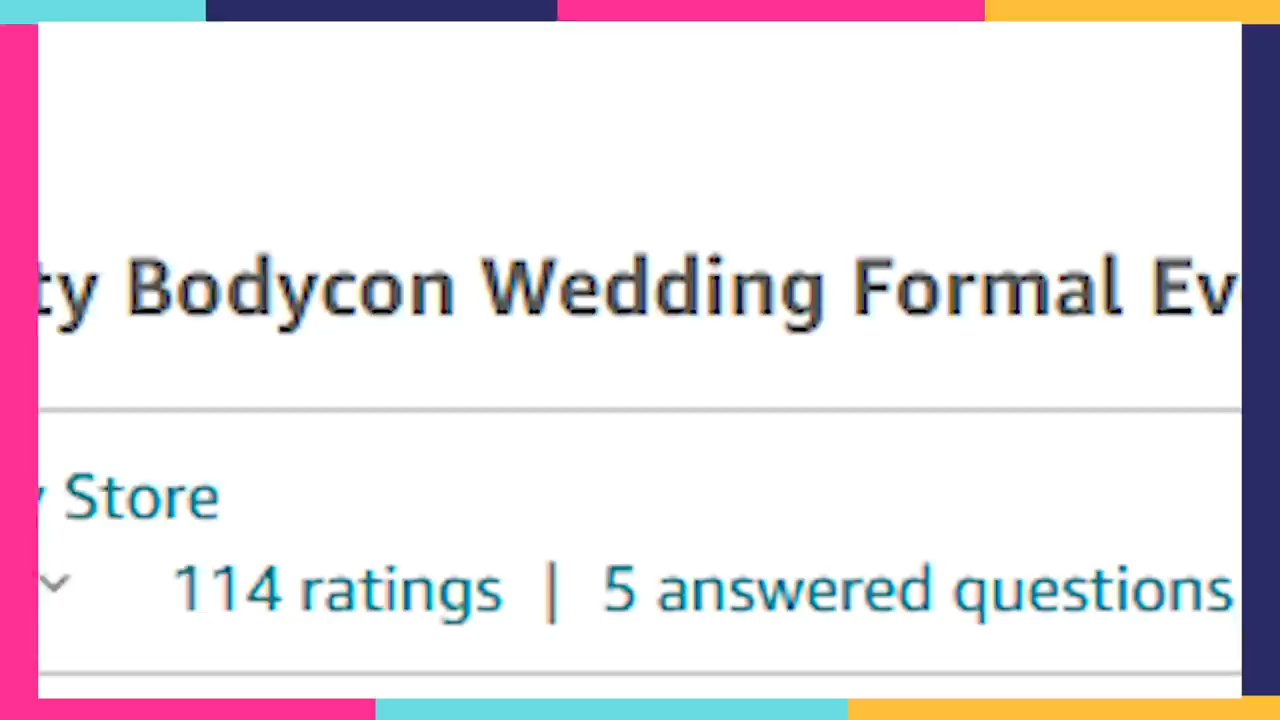 ty Bodycon Wedding Formal Ev
Store
114 ratings | 5 answered questions